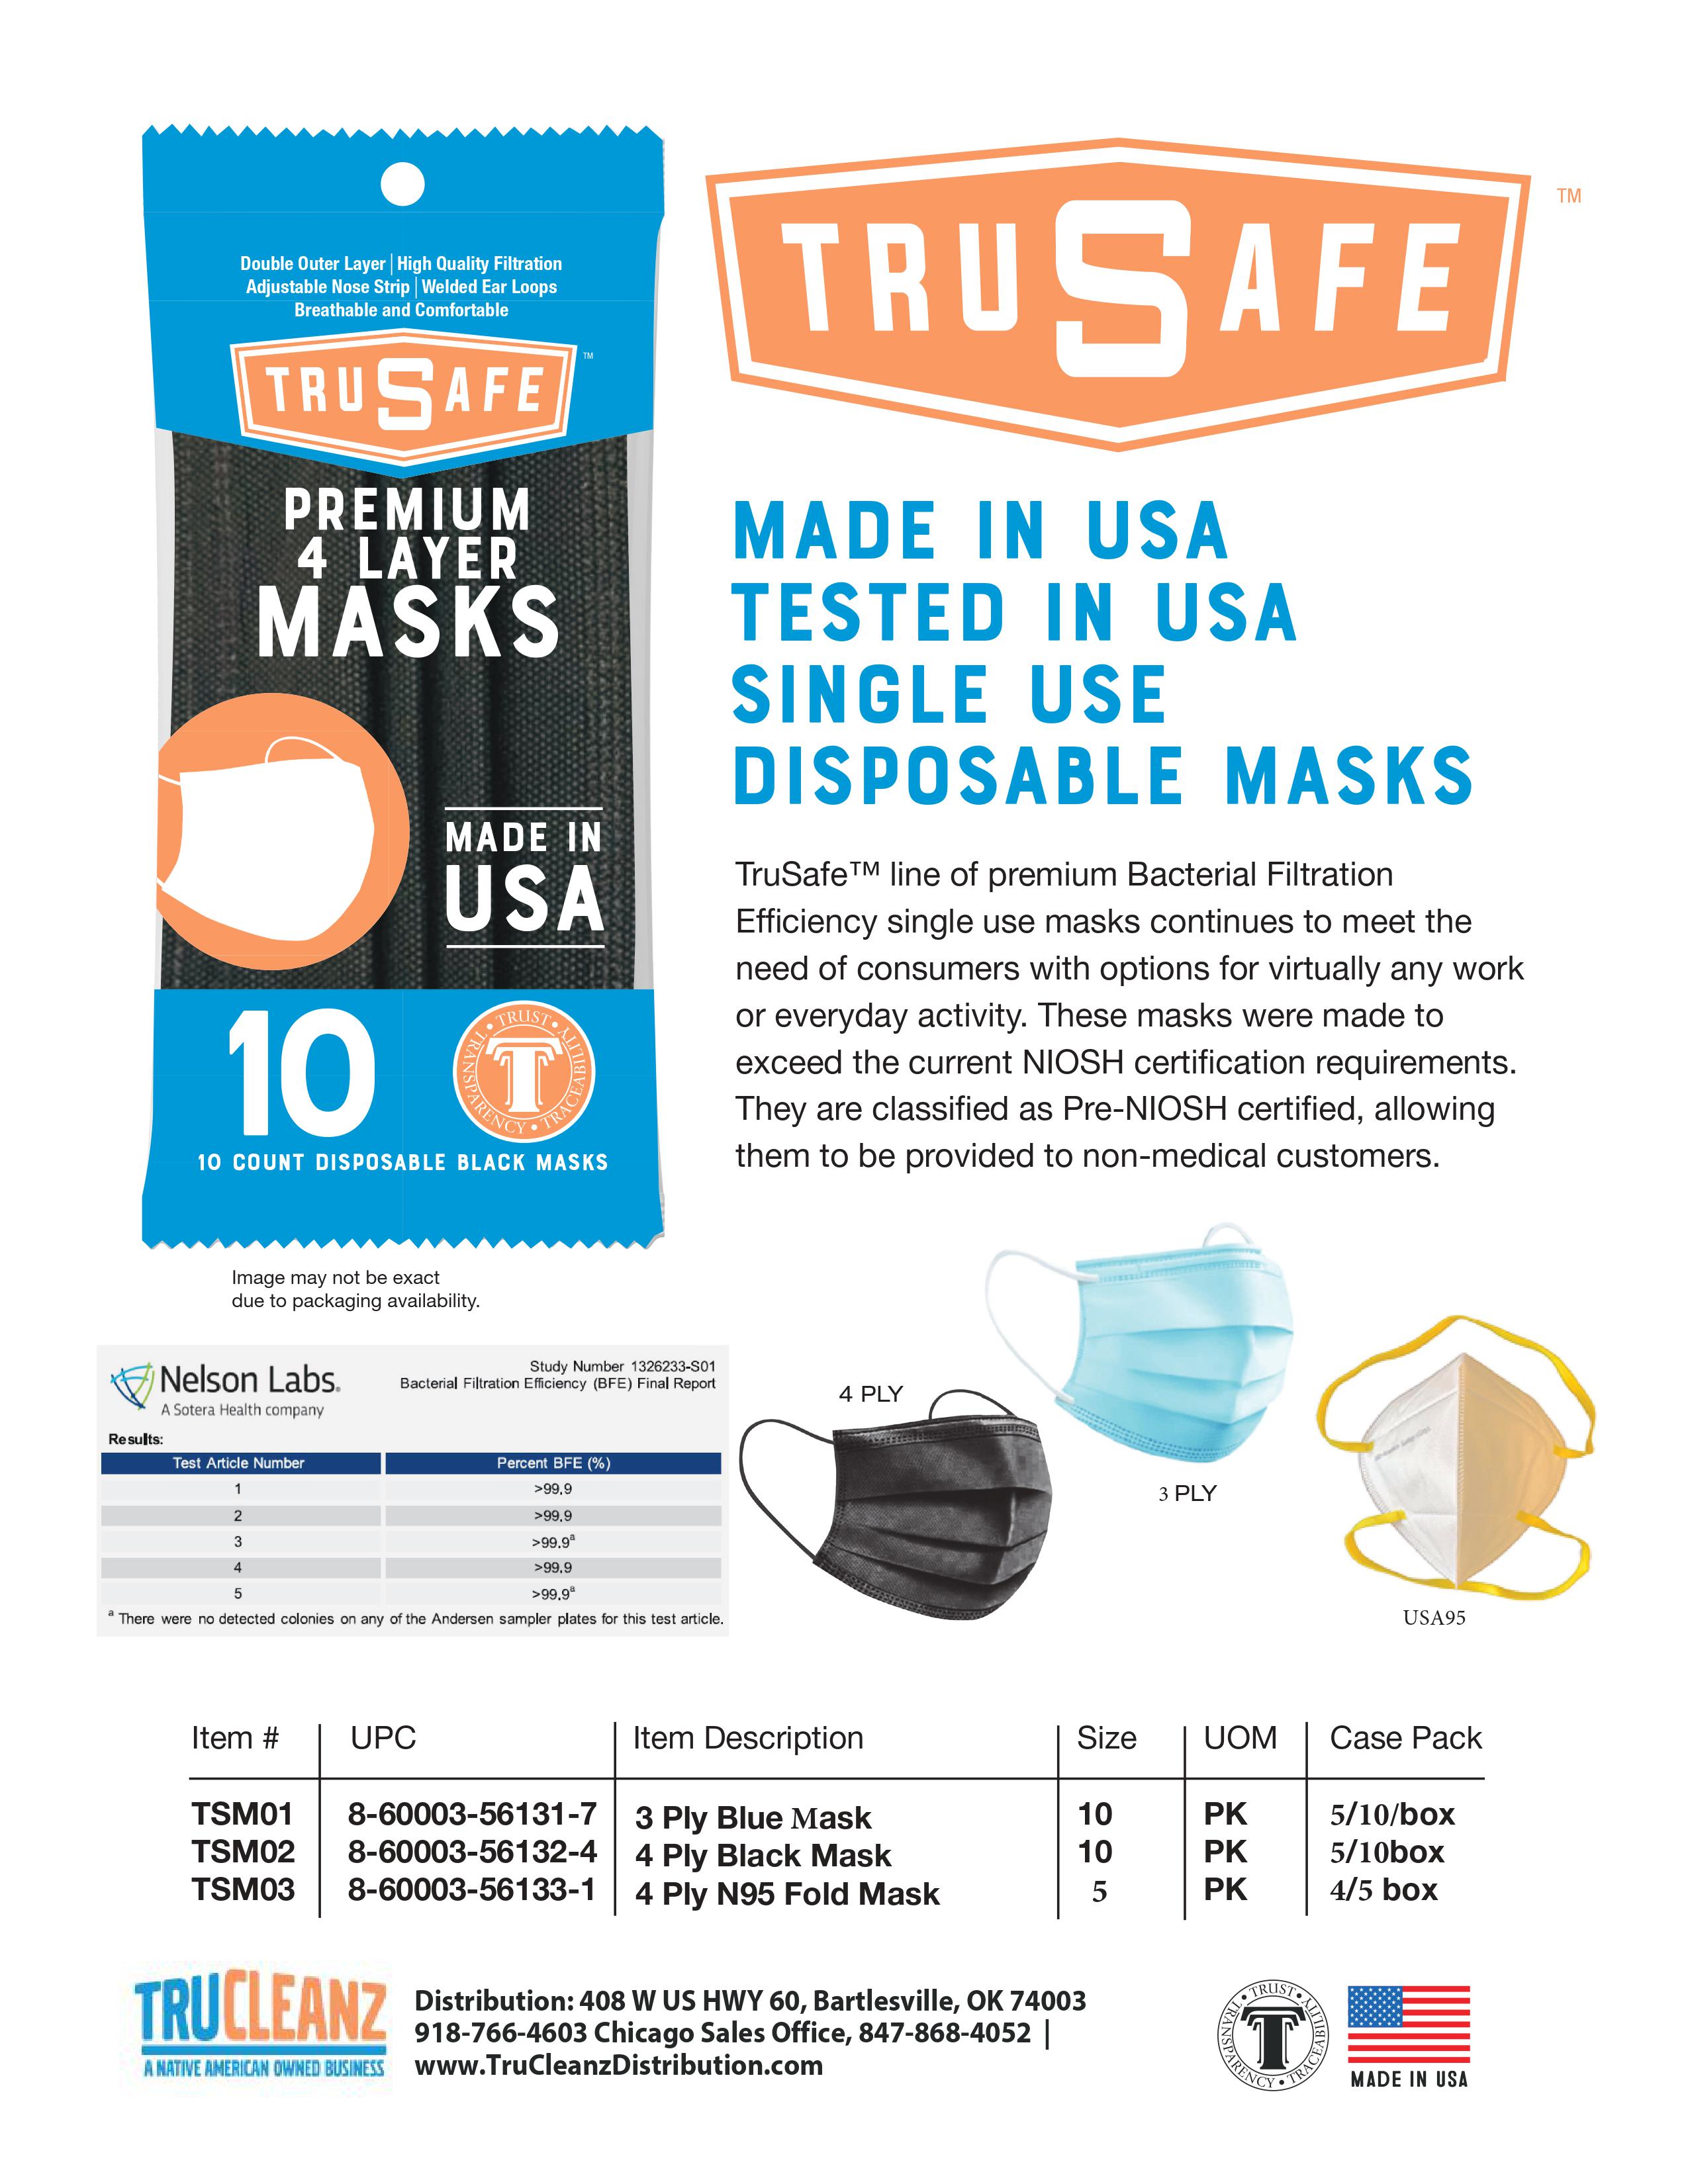 Double Outer Layer | High Quality Filtration
Adjustable Nose Strip | Welded Ear Loops
Breathable and Comfortable
TRUSAFE
TM
PREMIUM
4 LAYER
MASKS
MADE IN
USA
10
TRUST • TRACEABILITY • TRANSPARENCY •
T
10 COUNT DISPOSABLE BLACK MASKS
Image may not be exact
due to packaging availability.
TRUSAFE
TM
MADE IN USA
TESTED IN USA
SINGLE USE
DISPOSABLE MASKS
TruSafe™ line of premium Bacterial Filtration
Efficiency single use masks continues to meet the
need of consumers with options for virtually any work
or everyday activity. These masks were made to
exceed the current NIOSH certification requirements.
They are classified as Pre-NIOSH certified, allowing
them to be provided to non-medical customers.
Nelson Labs.
A Sotera Health company
Study Number 1326233-S01
Bacterial Filtration Efficiency (BFE) Final Report
Results:
Test Article Number Percent BFE (%)
1 >99.9
2 >99.9
3 >99.9ª
4 >99.9
5 >99.9ª
ª There were no detected colonies on any of the Andersen sampler plates for this test article.
4 PLY
3 PLY
USA95
Item # UPC Item Description Size UOM Case Pack
TSM01 8-60003-56131-7 3 Ply Blue Mask 10 PK 5/10/box
TSM02 8-60003-56132-4 4 Ply Black Mask 10 PK 5/10box
TSM03 8-60003-56133-1 4 Ply N95 Fold Mask 5 PK 4/5 box
TRUCLEANZ
A NATIVE AMERICAN OWNED BUSINESS
Distribution: 408 W US HWY 60, Bartlesville, OK 74003
918-766-4603 Chicago Sales Office, 847-868-4052 |
www.TruCleanzDistribution.com
TRUST • TRACEABILITY • TRANSPARENCY •
T
MADE IN USA